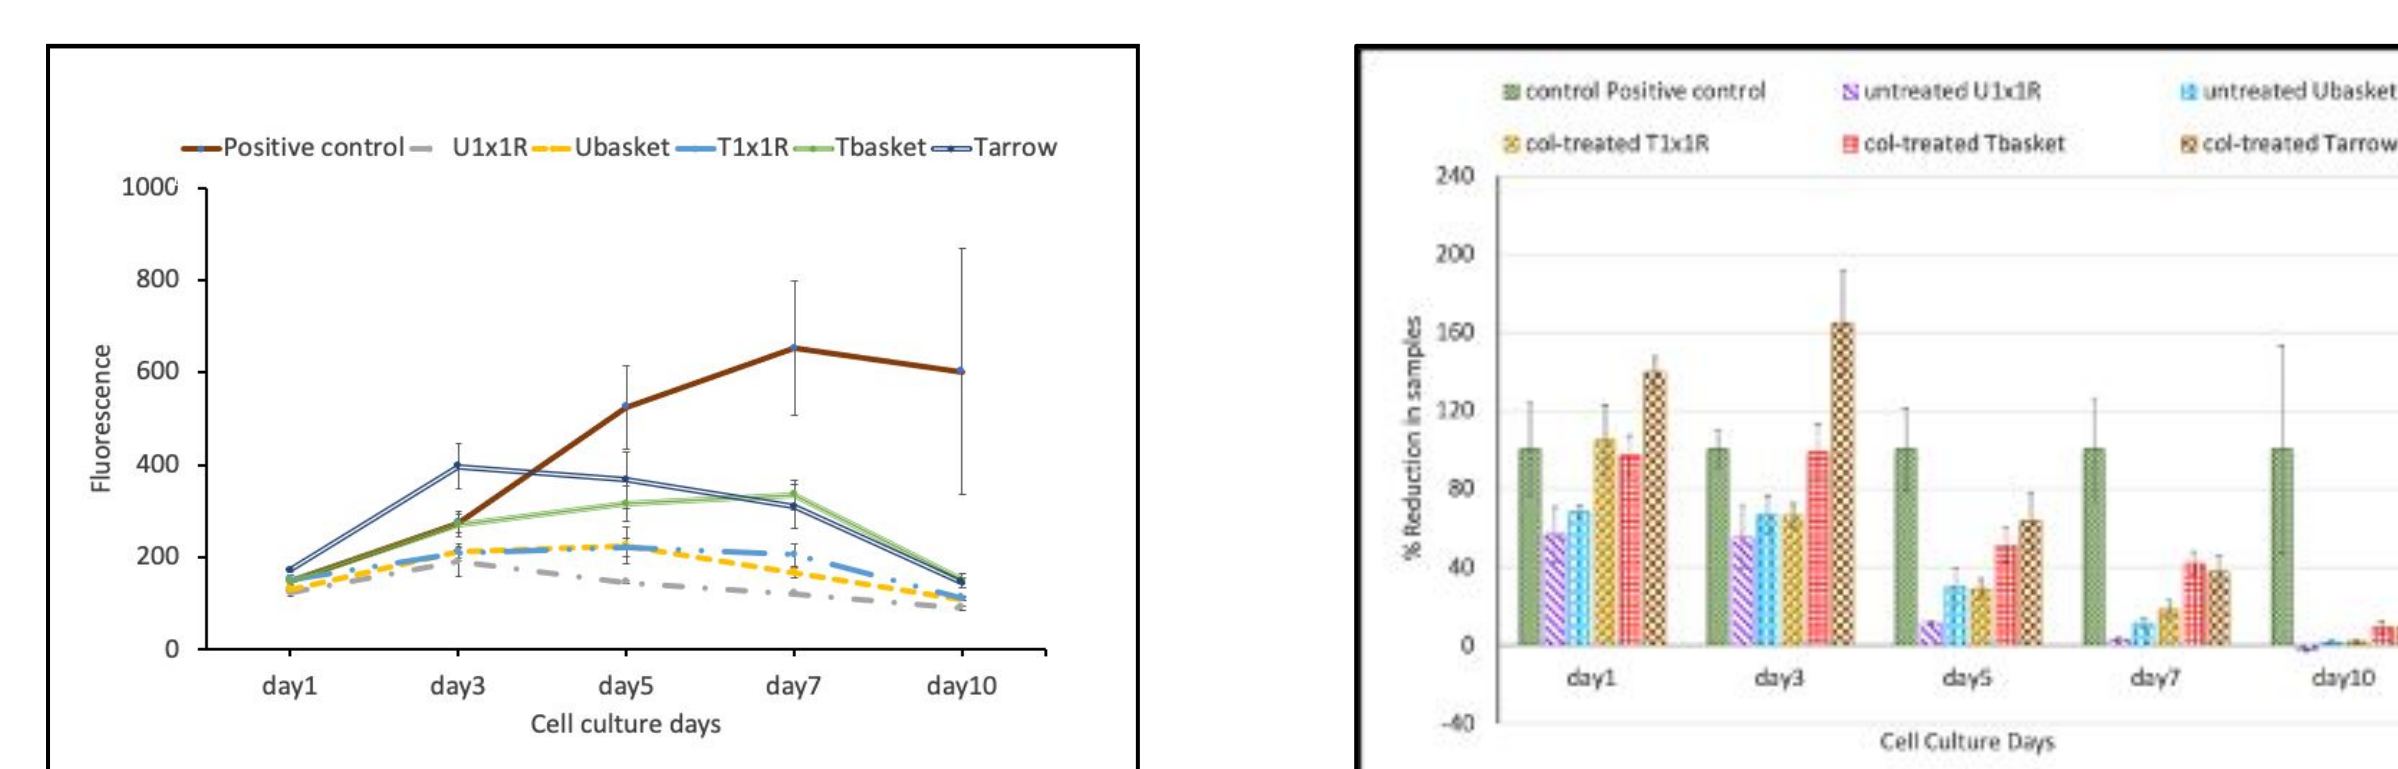 Positive control U1x1R Ubasket T1x1R Tbasket Tarrow
1000
800
600
400
200
0
Fluorescence
day1 day3 day5 day7 day10
Cell culture days
control Positive control untreated U1x1R untreated Ubasket
col-treated T1x1R col-treated Tbasket col-treated Tarrow
240
200
160
120
80
40
0
-40
% Reduction in samples
day1 day3 day5 day7 day10
Cell Culture Days